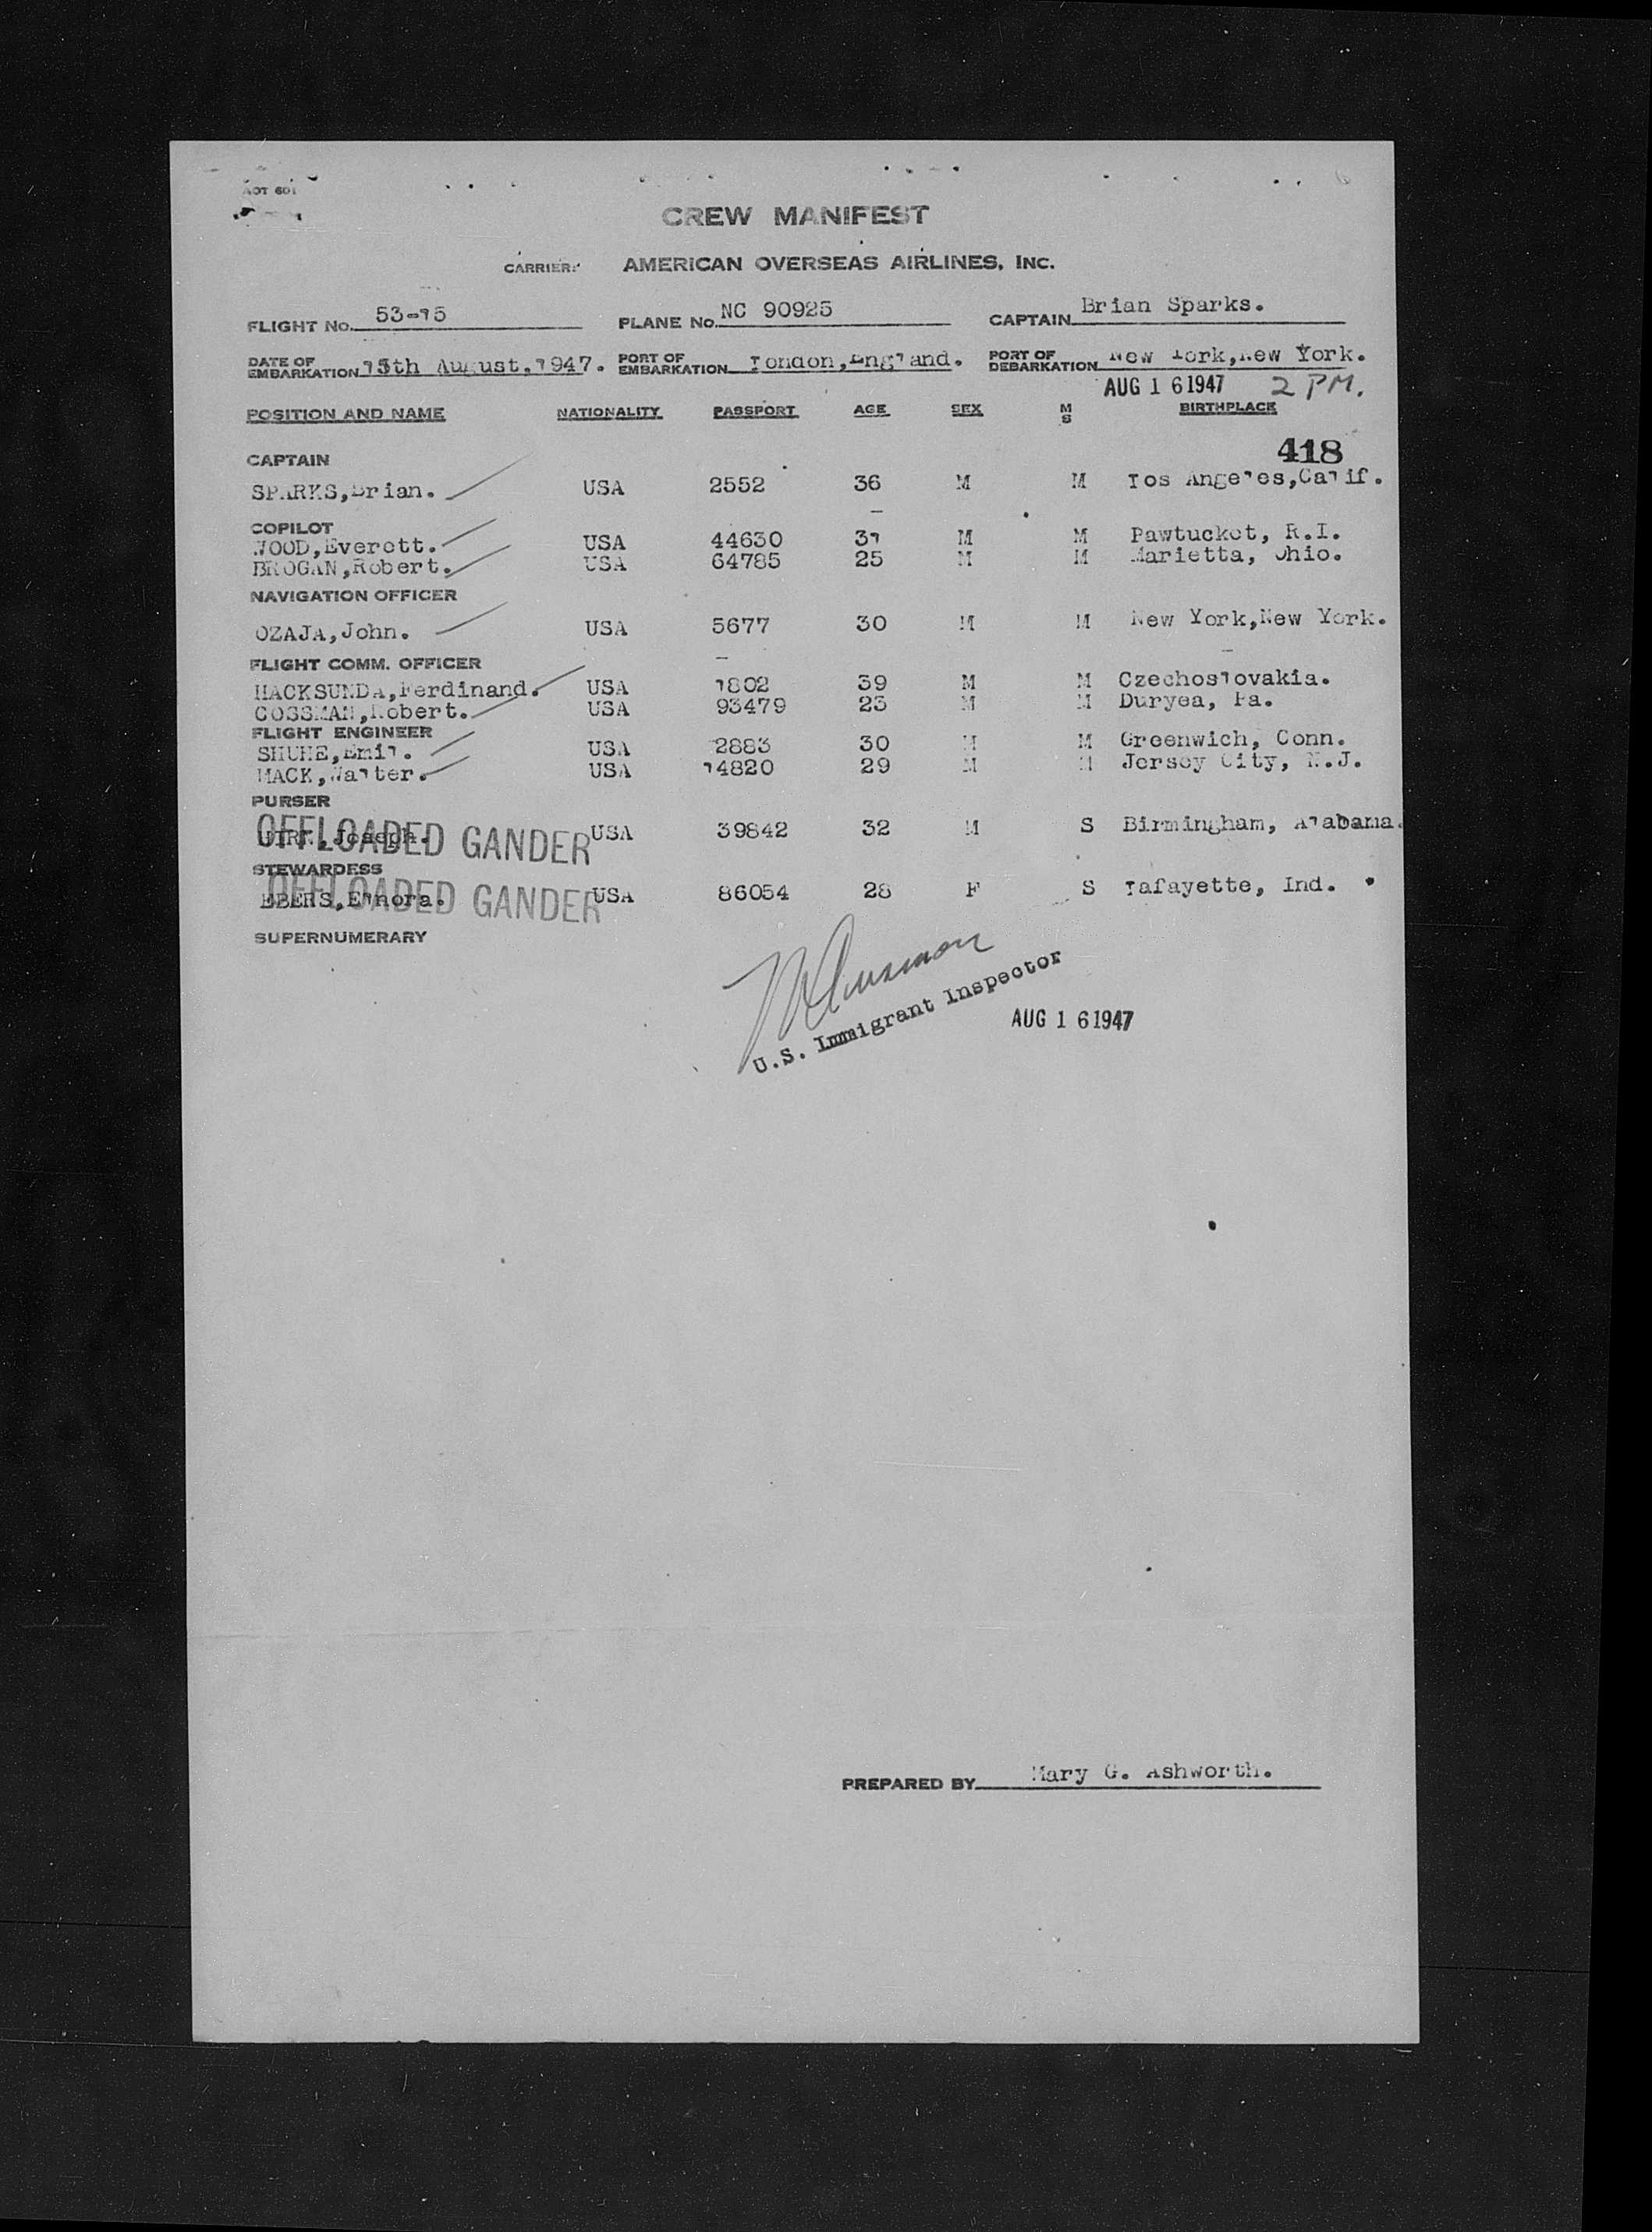 AOT 601
CREW MANIFEST
CARRIER: AMERICAN OVERSEAS AIRLINES, INC.
FLIGHT No. 53-15 PLANE No. NC 90925 CAPTAIN Brian Sparks.
DATE OF EMBARKATION 15th August,1947. PORT OF EMBARKATION London,England. PORT OF DEBARKATION New York,New York.
AUG 16 1947 2 PM.
POSITION AND NAME NATIONALITY PASSPORT AGE SEX M S BIRTHPLACE
418
CAPTAIN
SPARKS,Brian. USA 2552 36 M M Los Angeles,Calif.
COPILOT
WOOD,Everett. USA 44630 31 M M Pawtucket, R.I.
BROGAN,Robert. USA 64785 25 M M Marietta, Ohio.
NAVIGATION OFFICER
OZAJA,John. USA 5677 30 M M New York,New York.
FLIGHT COMM. OFFICER
HACKSUNDA,Ferdinand. USA 1802 39 M M Czechoslovakia.
COSSMAN,Robert. USA 93479 23 M M Duryea, Pa.
FLIGHT ENGINEER
SHUHE,Emil. USA 2883 30 M M Greenwich, Conn.
MACK,Walter. USA 14820 29 M M Jersey City, N.J.
PURSER
OFFLOADED GANDER
Joseph. USA 39842 32 M S Birmingham, Alabama.
STEWARDESS
OFFLOADED GANDER
EBERS,Elnora. USA 86054 28 F S Lafayette, Ind.
SUPERNUMERARY
U.S. Immigrant Inspector
AUG 16 1947
PREPARED BY Mary G. Ashworth.